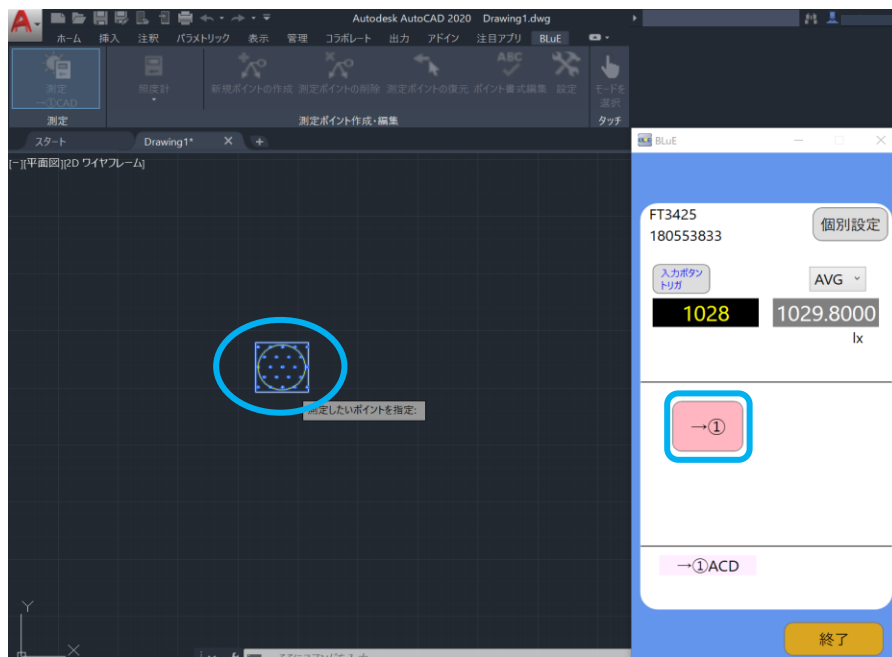 Autodesk AutoCAD 2020 Drawing1.dwg
ホーム 挿入 注釈 パラメトリック 表示 管理 コラボレート 出力 アドイン 注目アプリ BLuE
測定
→①CAD
照度計
新規ポイントの作成 測定ポイントの削除 測定ポイントの復元 ポイント書式編集 設定
モードを
選択
測定 測定ポイント作成・編集 タッチ
スタート Drawing1* X +
[-][平面図][2D ワイヤフレーム]
測定したいポイントを指定:
Y
X
BLuE
FT3425
180553833
個別設定
入力ボタン
トリガ
AVG
1028 1029.8000
lx
→①
→①ACD
終了